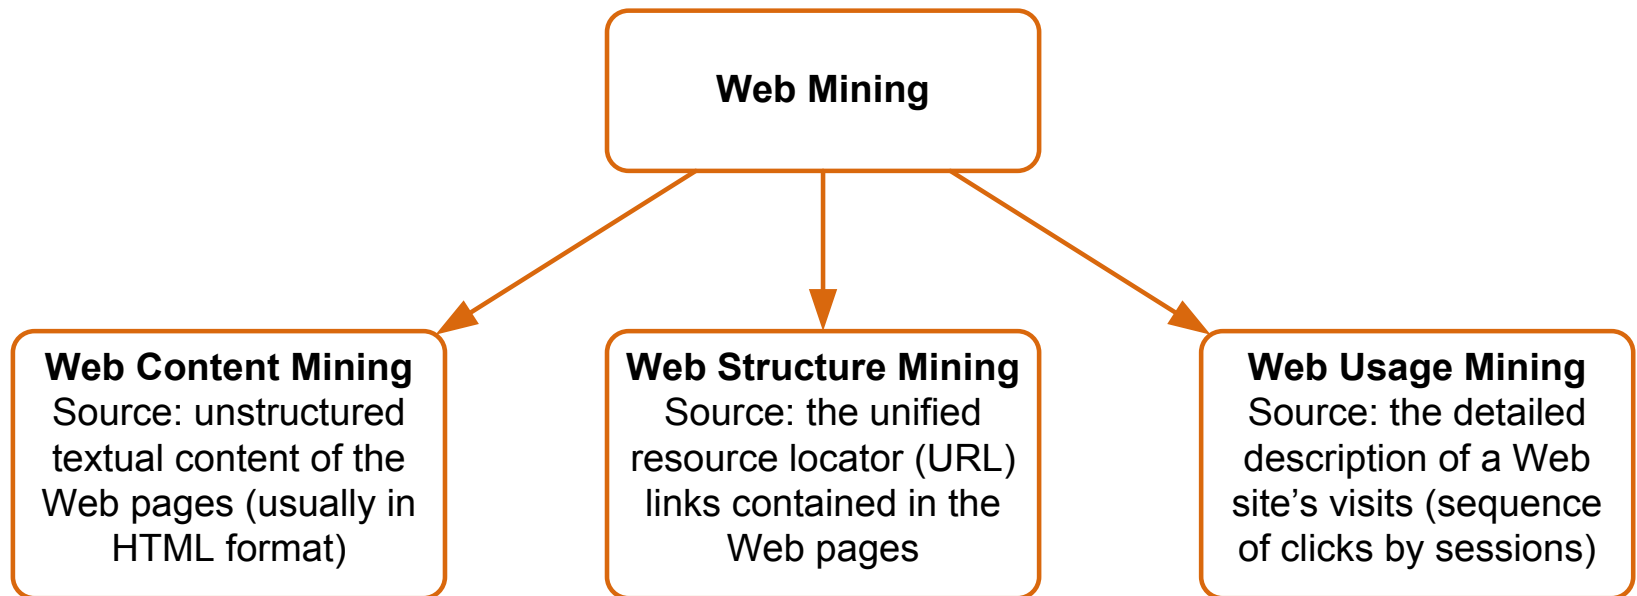 Web Mining
Web Content Mining
Source: unstructured
textual content of the
Web pages (usually in
HTML format)
Web Structure Mining
Source: the unified
resource locator (URL)
links contained in the
Web pages
Web Usage Mining
Source: the detailed
description of a Web
site’s visits (sequence
of clicks by sessions)